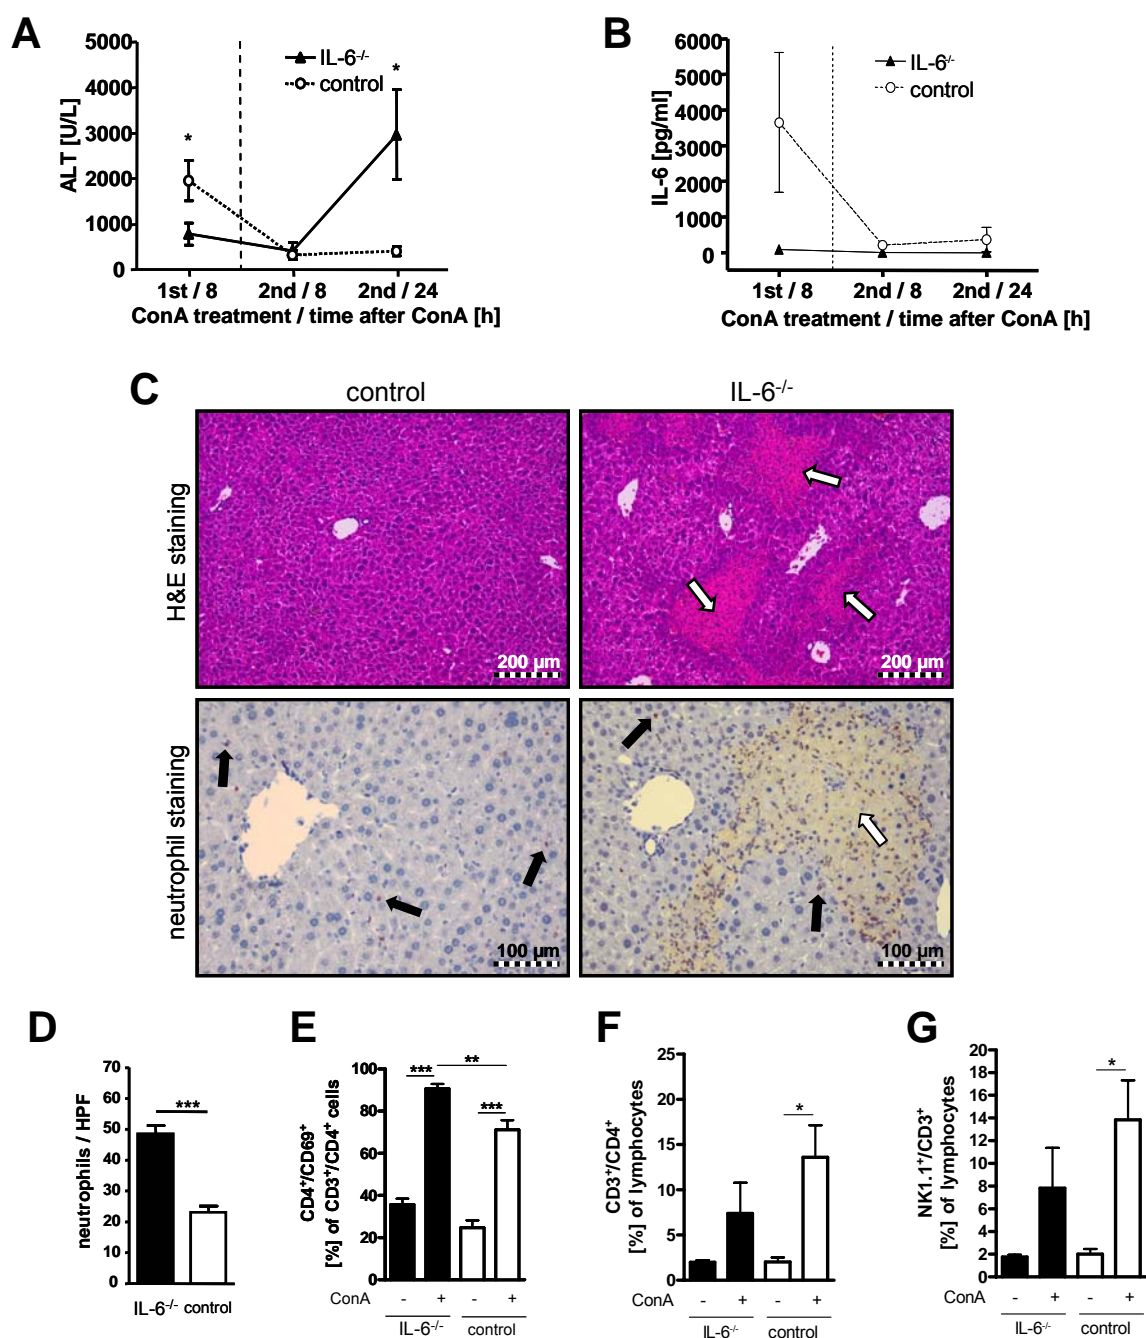 A
ALT [U/L]
5000
4000
3000
2000
1000
0
IL-6-/-
control
*
*
1st / 8 2nd / 8 2nd / 24
ConA treatment / time after ConA [h]
B
IL-6 [pg/ml]
6000
5000
4000
3000
2000
1000
0
IL-6-/-
control
1st / 8 2nd / 8 2nd / 24
ConA treatment / time after ConA [h]
C
control IL-6-/-
H&E staining
200 µm 200 µm
neutrophil staining
100 µm 100 µm
D
neutrophils / HPF
70
60
50
40
30
20
10
0
***
IL-6-/- control
E
CD4+/CD69+
[%] of CD3+/CD4+ cells
100
80
60
40
20
0
***
**
***
ConA - + - +
IL-6-/- control
F
CD3+/CD4+
[%] of lymphocytes
25
20
15
10
5
0
*
- + - +
ConA
IL-6-/- control
G
NK1.1+/CD3+
[%] of lymphocytes
20
18
16
14
12
10
8
6
4
2
0
*
ConA - + - +
IL-6-/- control